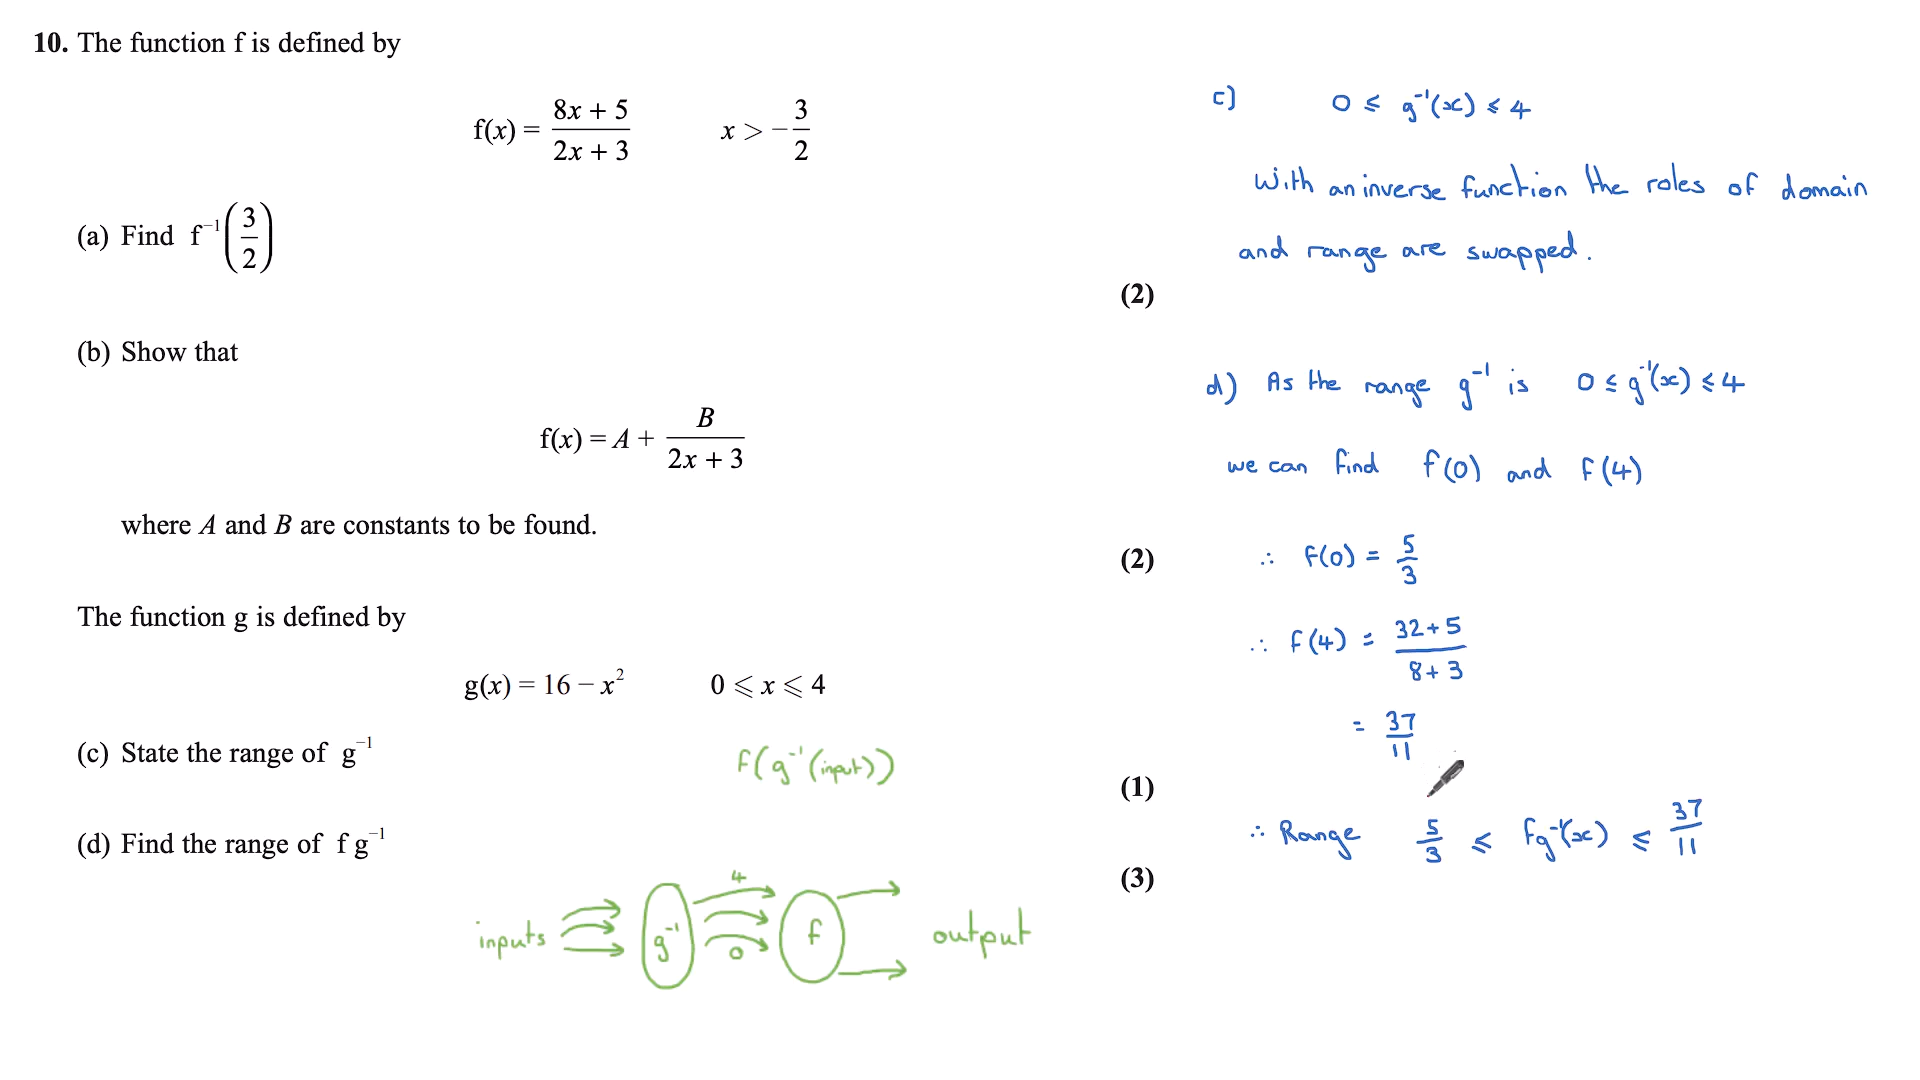 10. The function f is defined by
f(x) = (8x + 5)/(2x + 3)    x > −3/2
(a) Find f⁻¹(3/2)
(2)
(b) Show that
f(x) = A + B/(2x + 3)
where A and B are constants to be found.
(2)
The function g is defined by
g(x) = 16 − x²    0 ⩽ x ⩽ 4
(c) State the range of g⁻¹
(1)
(d) Find the range of f g⁻¹
(3)
f(g⁻¹(input))
inputs g⁻¹ 4 0 f output
c) 0 ⩽ g⁻¹(x) ⩽ 4
With an inverse function the roles of domain
and range are swapped.
d) As the range g⁻¹ is 0 ⩽ g⁻¹(x) ⩽ 4
we can find f(0) and f(4)
∴ f(0) = 5/3
∴ f(4) = (32+5)/(8+3)
= 37/11
∴ Range 5/3 ⩽ fg⁻¹(x) ⩽ 37/11